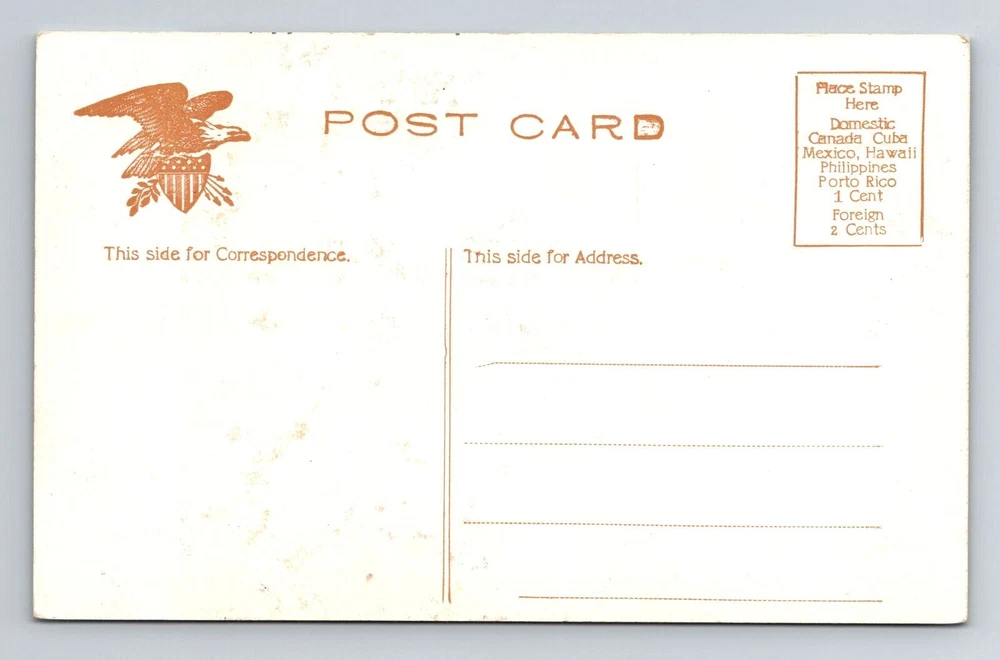 POST CARD
Place Stamp
Here
Domestic
Canada Cuba
Mexico, Hawaii
Philippines
Porto Rico
1 Cent
Foreign
2 Cents
This side for Correspondence.
This side for Address.